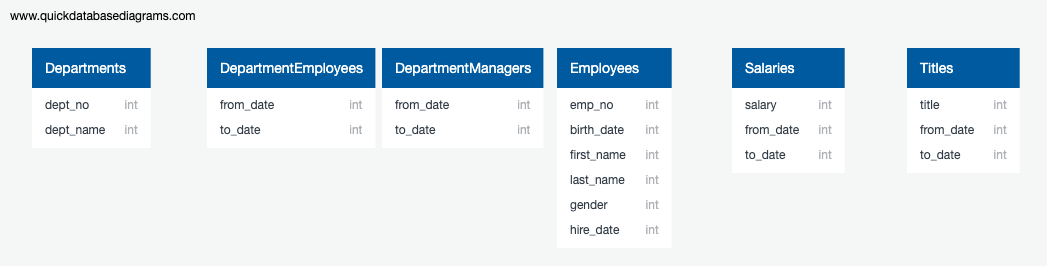 www.quickdatabasediagrams.com
Departments
dept_no int
dept_name int
DepartmentEmployees
from_date int
to_date int
DepartmentManagers
from_date int
to_date int
Employees
emp_no int
birth_date int
first_name int
last_name int
gender int
hire_date int
Salaries
salary int
from_date int
to_date int
Titles
title int
from_date int
to_date int